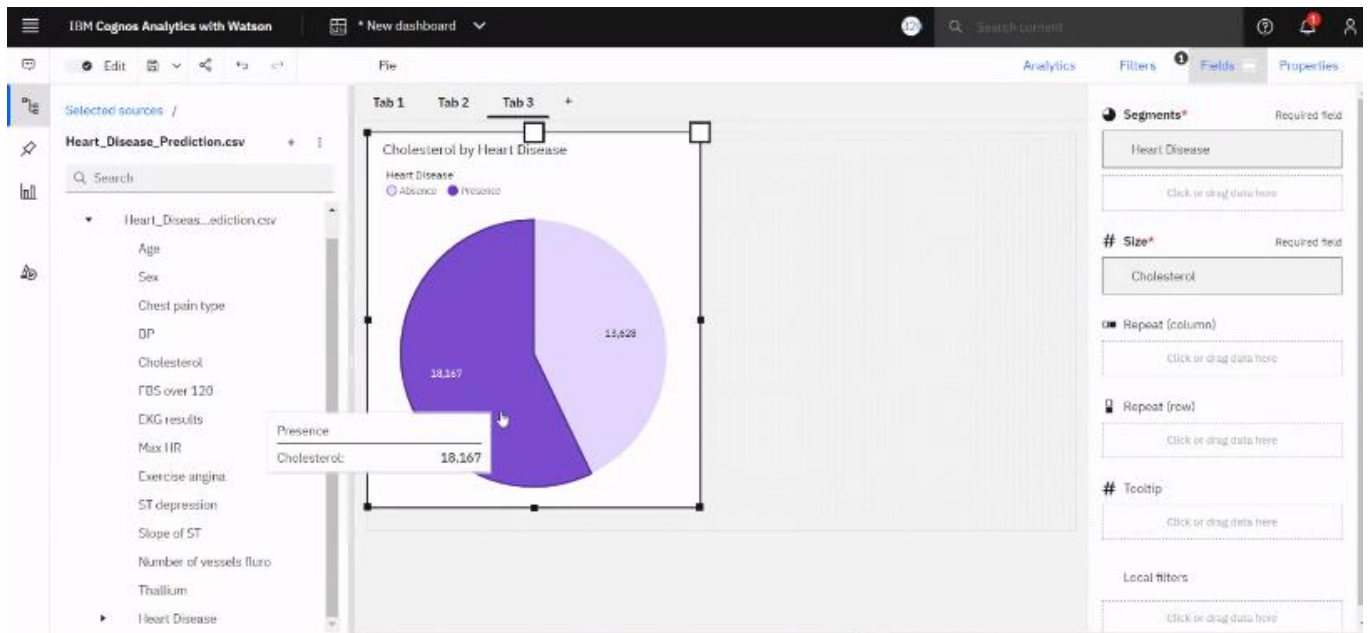 IBM Cognos Analytics with Watson
* New dashboard
Search content
1
Edit
Pie
Analytics
Filters
1
Fields
Properties
Selected sources /
Heart_Disease_Prediction.csv
Search
Heart_Diseas...ediction.csv
Age
Sex
Chest pain type
BP
Cholesterol
FBS over 120
EKG results
Max HR
Exercise angina
ST depression
Slope of ST
Number of vessels fluro
Thallium
Heart Disease
Tab 1
Tab 2
Tab 3
+
Cholesterol by Heart Disease
Heart Disease
Absence
Presence
13,628
18,167
Presence
Cholesterol:
18,167
Segments*
Required field
Heart Disease
Click or drag data here
# Size*
Required field
Cholesterol
Repeat (column)
Click or drag data here
Repeat (row)
Click or drag data here
# Tooltip
Click or drag data here
Local filters
Click or drag data here